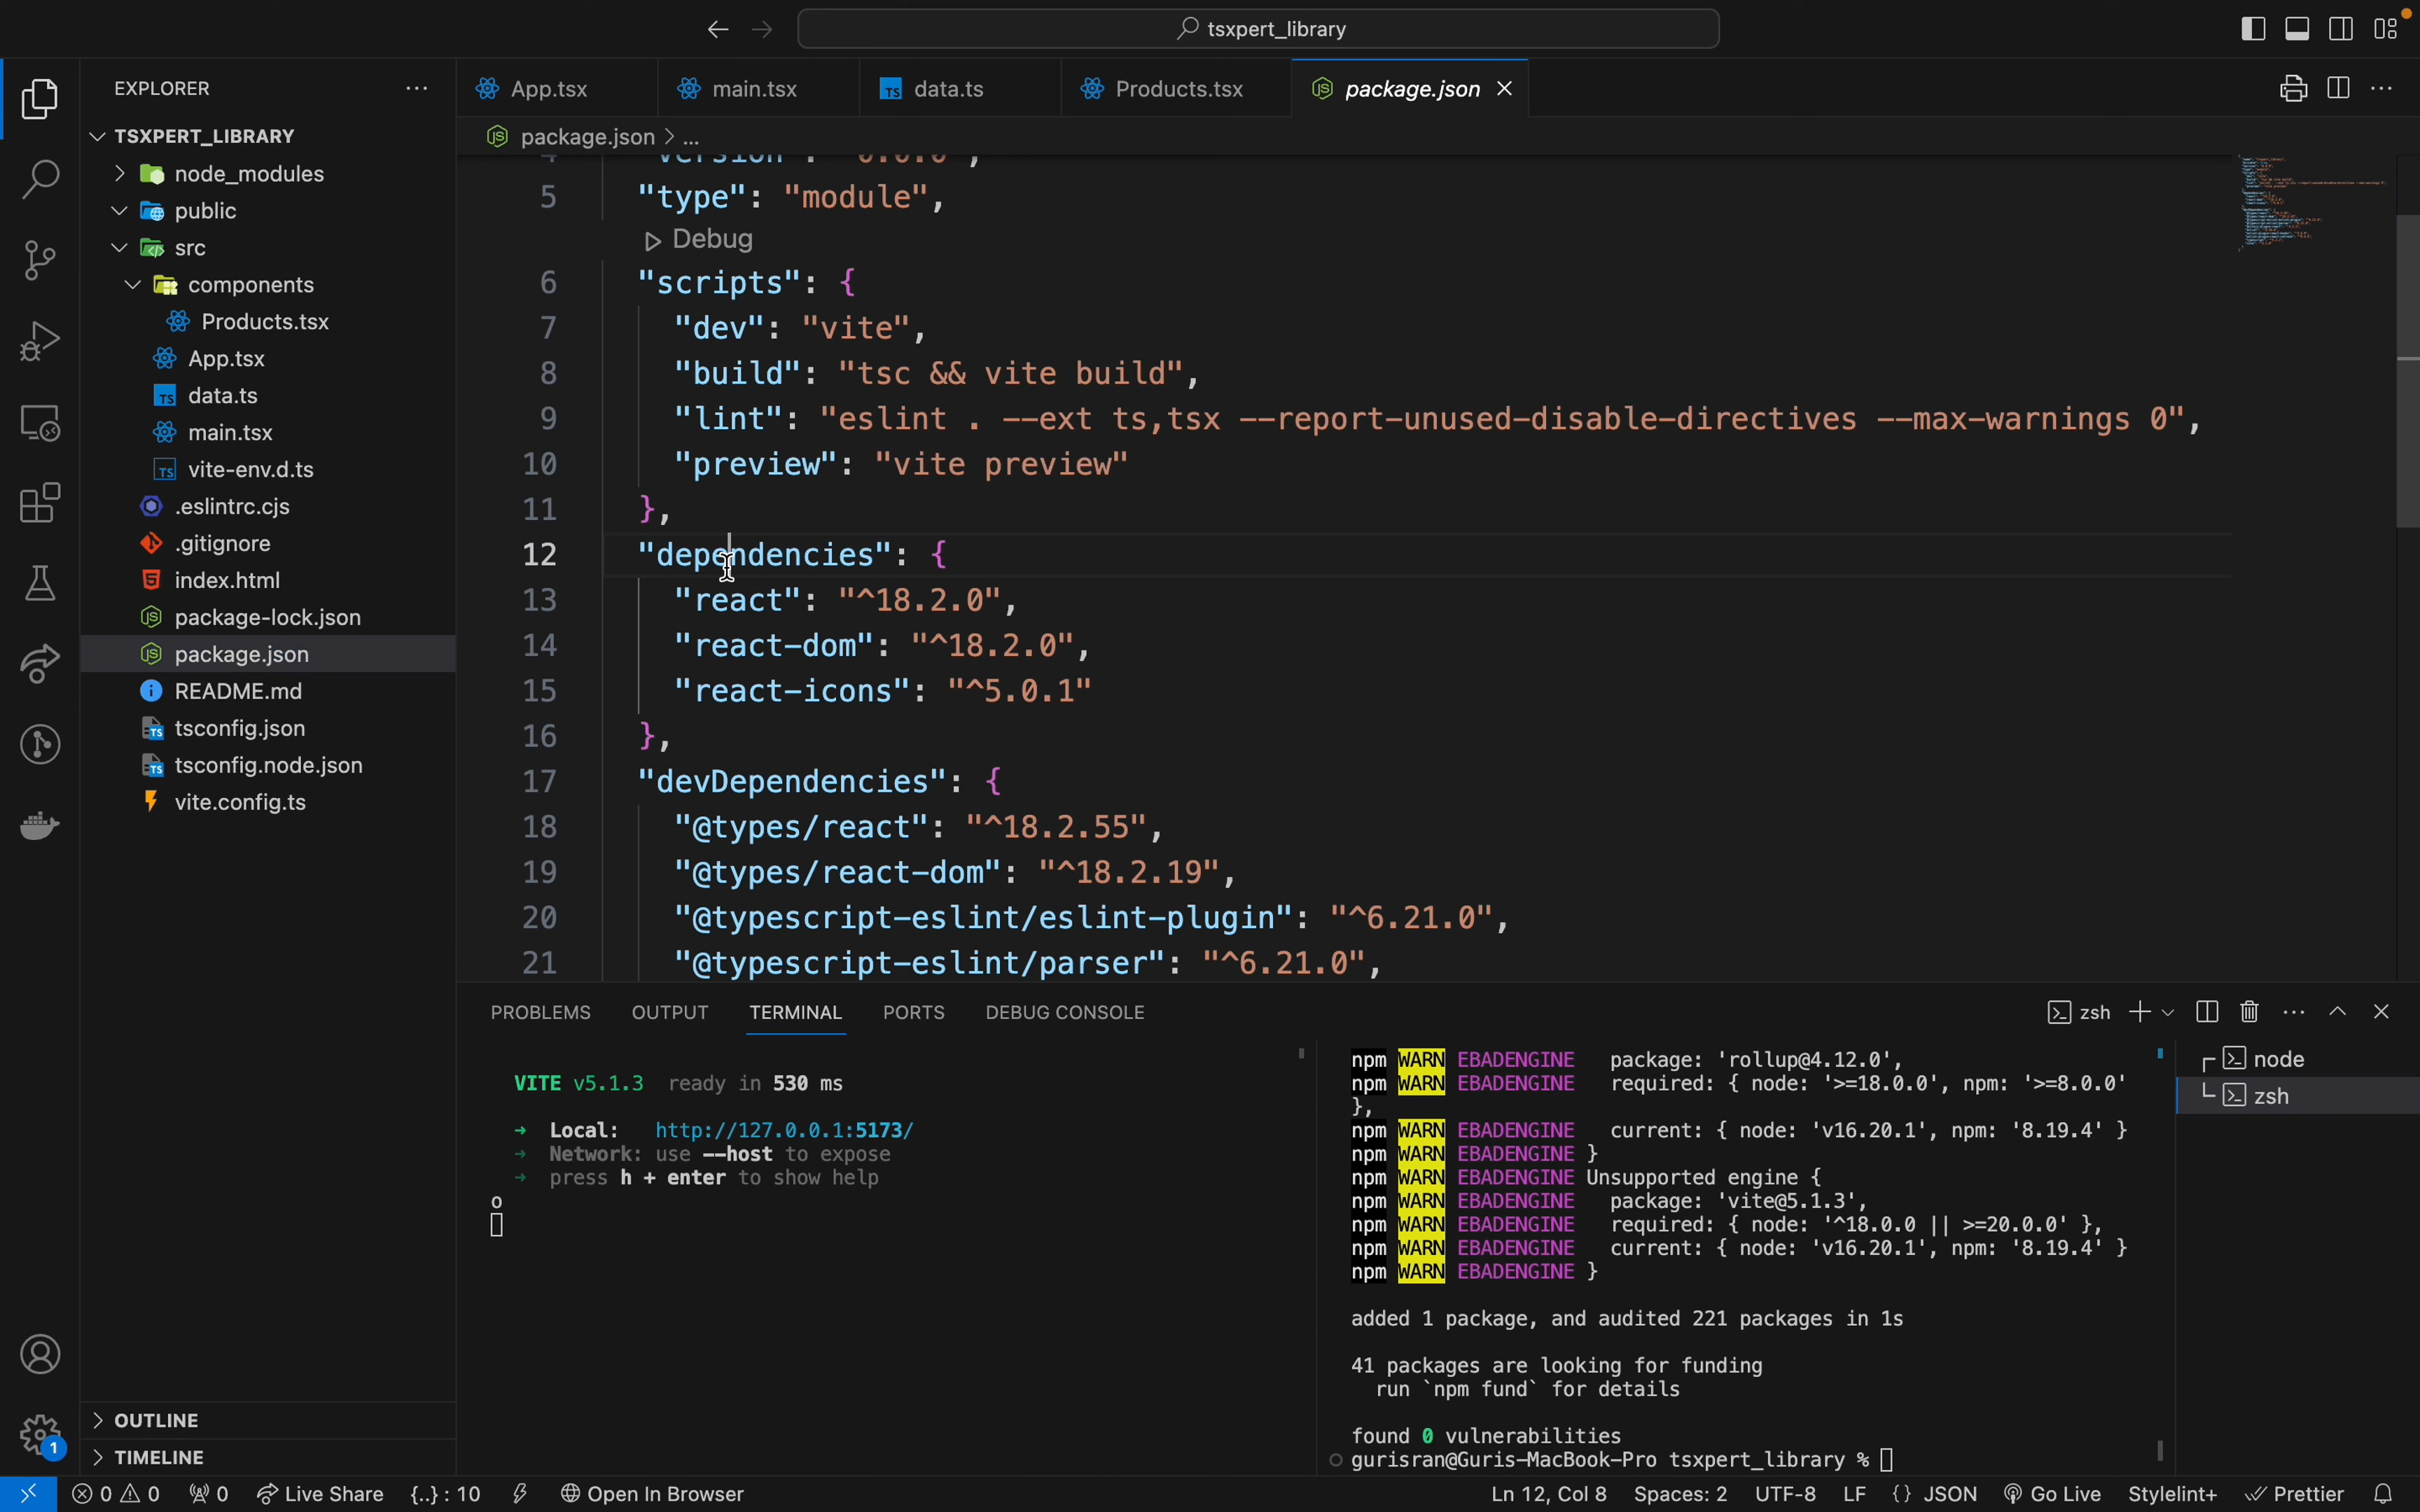 tsxpert_library
EXPLORER
TSXPERT_LIBRARY
node_modules
public
src
components
Products.tsx
App.tsx
data.ts
main.tsx
vite-env.d.ts
.eslintrc.cjs
.gitignore
index.html
package-lock.json
package.json
README.md
tsconfig.json
tsconfig.node.json
vite.config.ts
OUTLINE
TIMELINE
App.tsx
main.tsx
data.ts
Products.tsx
package.json
package.json > ...
4 "version": "0.0.0",
5 "type": "module",
Debug
6 "scripts": {
7 "dev": "vite",
8 "build": "tsc && vite build",
9 "lint": "eslint . --ext ts,tsx --report-unused-disable-directives --max-warnings 0",
10 "preview": "vite preview"
11 },
12 "dependencies": {
13 "react": "^18.2.0",
14 "react-dom": "^18.2.0",
15 "react-icons": "^5.0.1"
16 },
17 "devDependencies": {
18 "@types/react": "^18.2.55",
19 "@types/react-dom": "^18.2.19",
20 "@typescript-eslint/eslint-plugin": "^6.21.0",
21 "@typescript-eslint/parser": "^6.21.0",
PROBLEMS OUTPUT TERMINAL PORTS DEBUG CONSOLE
zsh
VITE v5.1.3 ready in 530 ms
➜ Local: http://127.0.0.1:5173/
➜ Network: use --host to expose
➜ press h + enter to show help
o
npm WARN EBADENGINE package: 'rollup@4.12.0',
npm WARN EBADENGINE required: { node: '>=18.0.0', npm: '>=8.0.0'
},
npm WARN EBADENGINE current: { node: 'v16.20.1', npm: '8.19.4' }
npm WARN EBADENGINE }
npm WARN EBADENGINE Unsupported engine {
npm WARN EBADENGINE package: 'vite@5.1.3',
npm WARN EBADENGINE required: { node: '^18.0.0 || >=20.0.0' },
npm WARN EBADENGINE current: { node: 'v16.20.1', npm: '8.19.4' }
npm WARN EBADENGINE }
added 1 package, and audited 221 packages in 1s
41 packages are looking for funding
run `npm fund` for details
found 0 vulnerabilities
gurisran@Guris-MacBook-Pro tsxpert_library %
node
zsh
1
0 0 0 Live Share {..} : 10 Open In Browser Ln 12, Col 8 Spaces: 2 UTF-8 LF {} JSON Go Live Stylelint+ Prettier